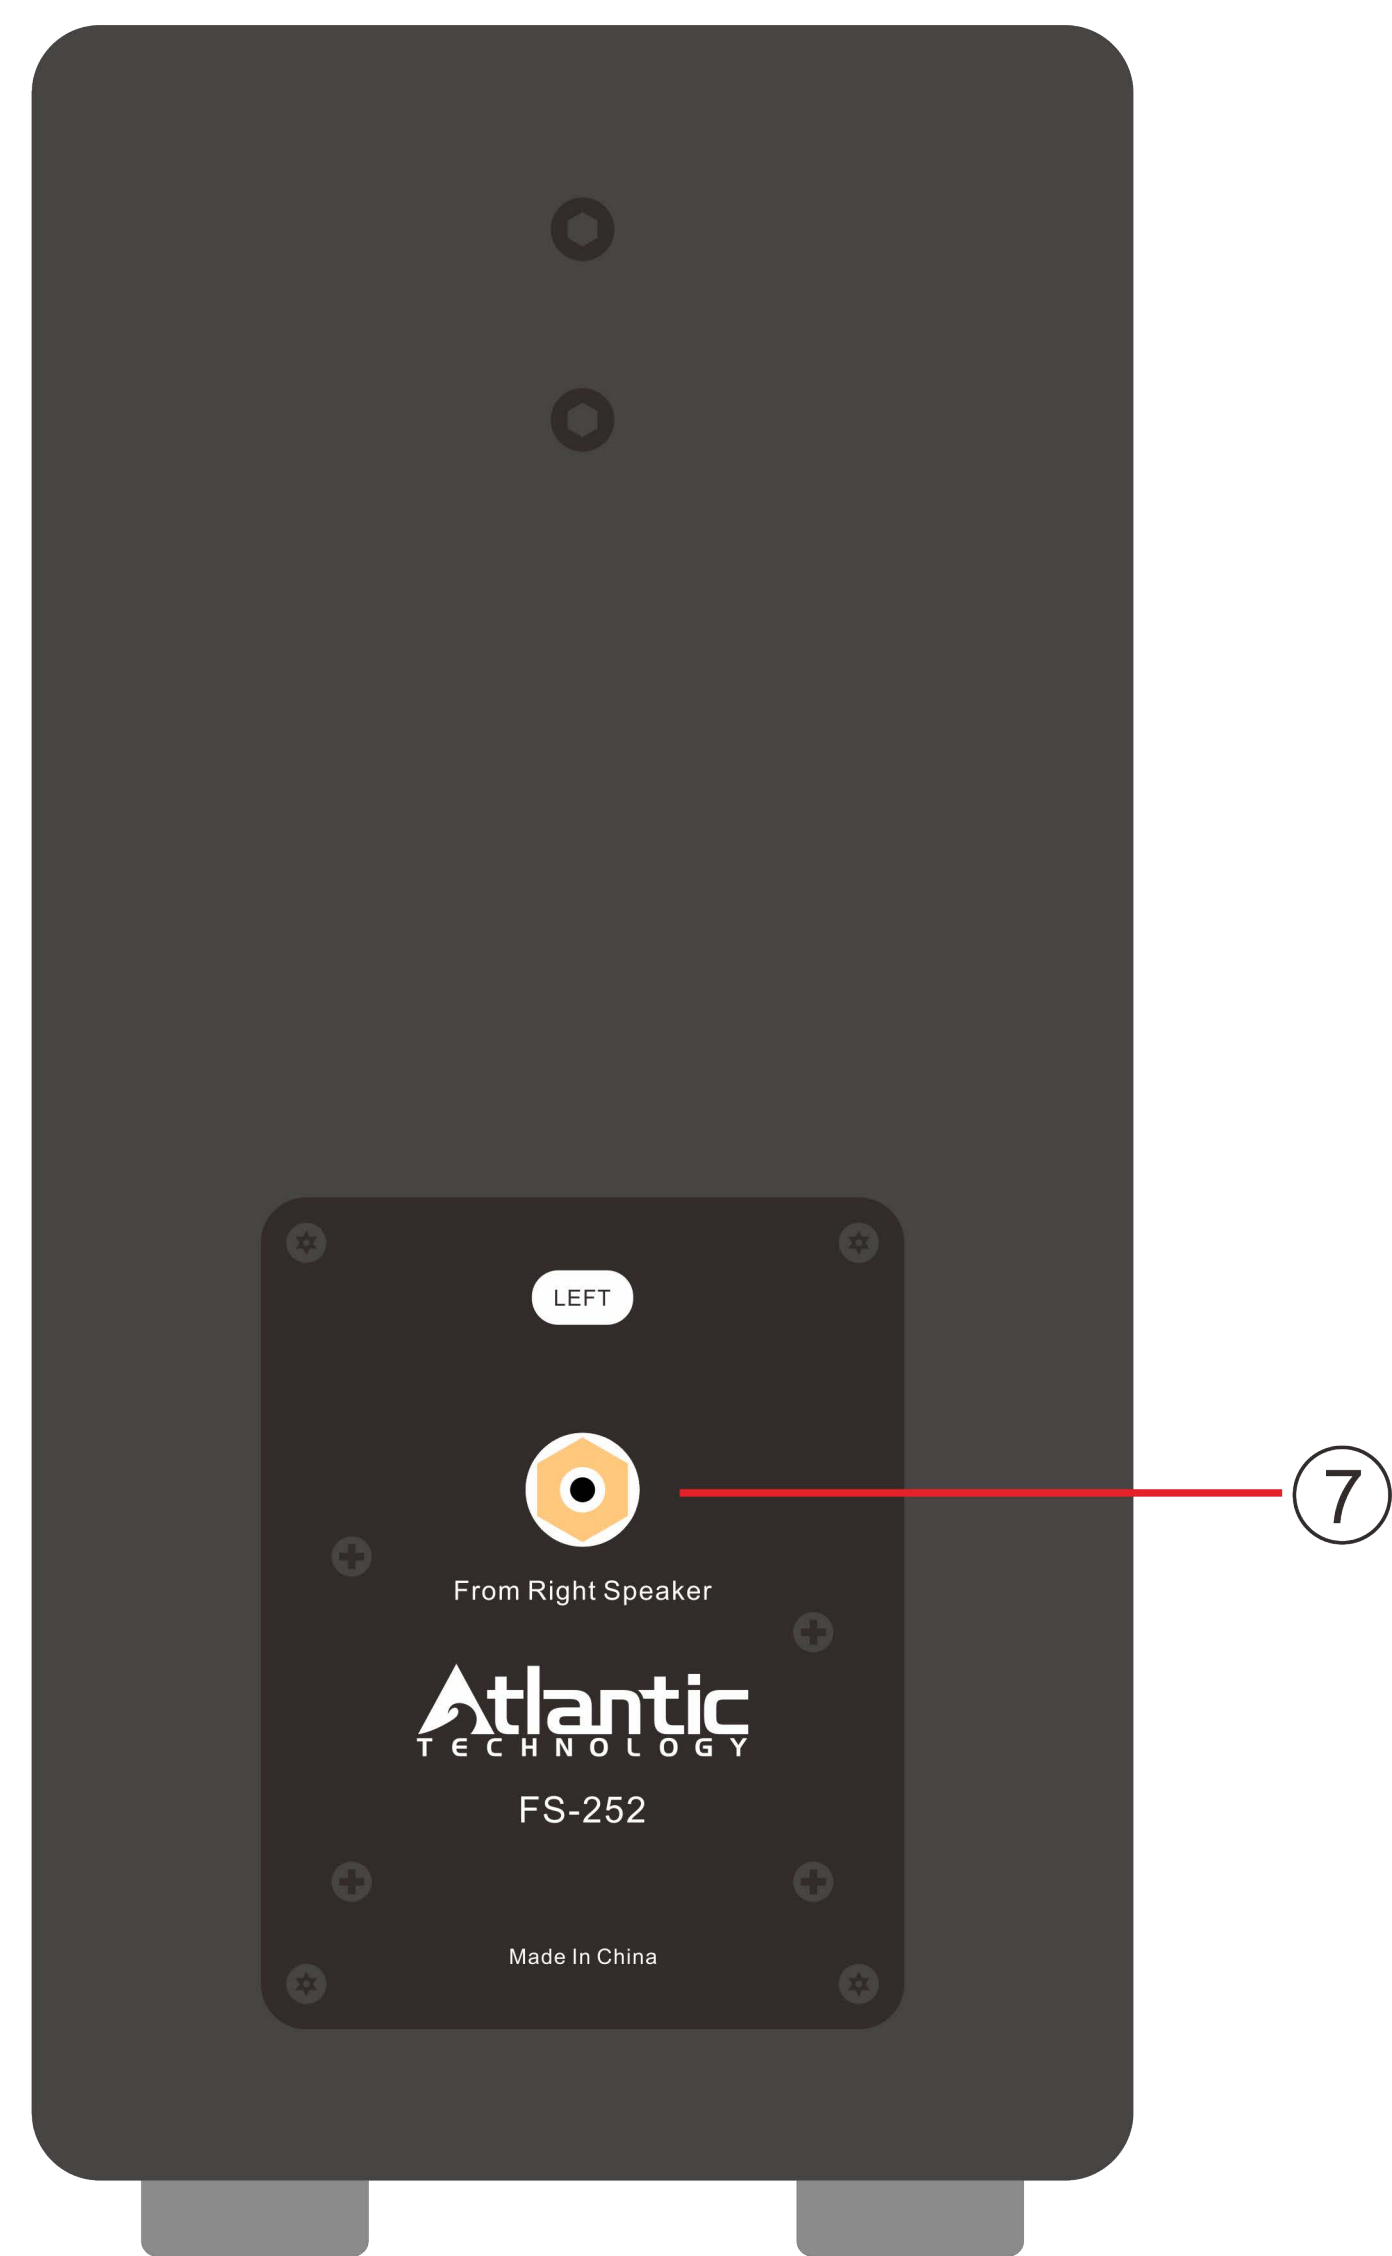 LEFT
7
From Right Speaker
Atlantic
TECHNOLOGY
FS-252
Made In China